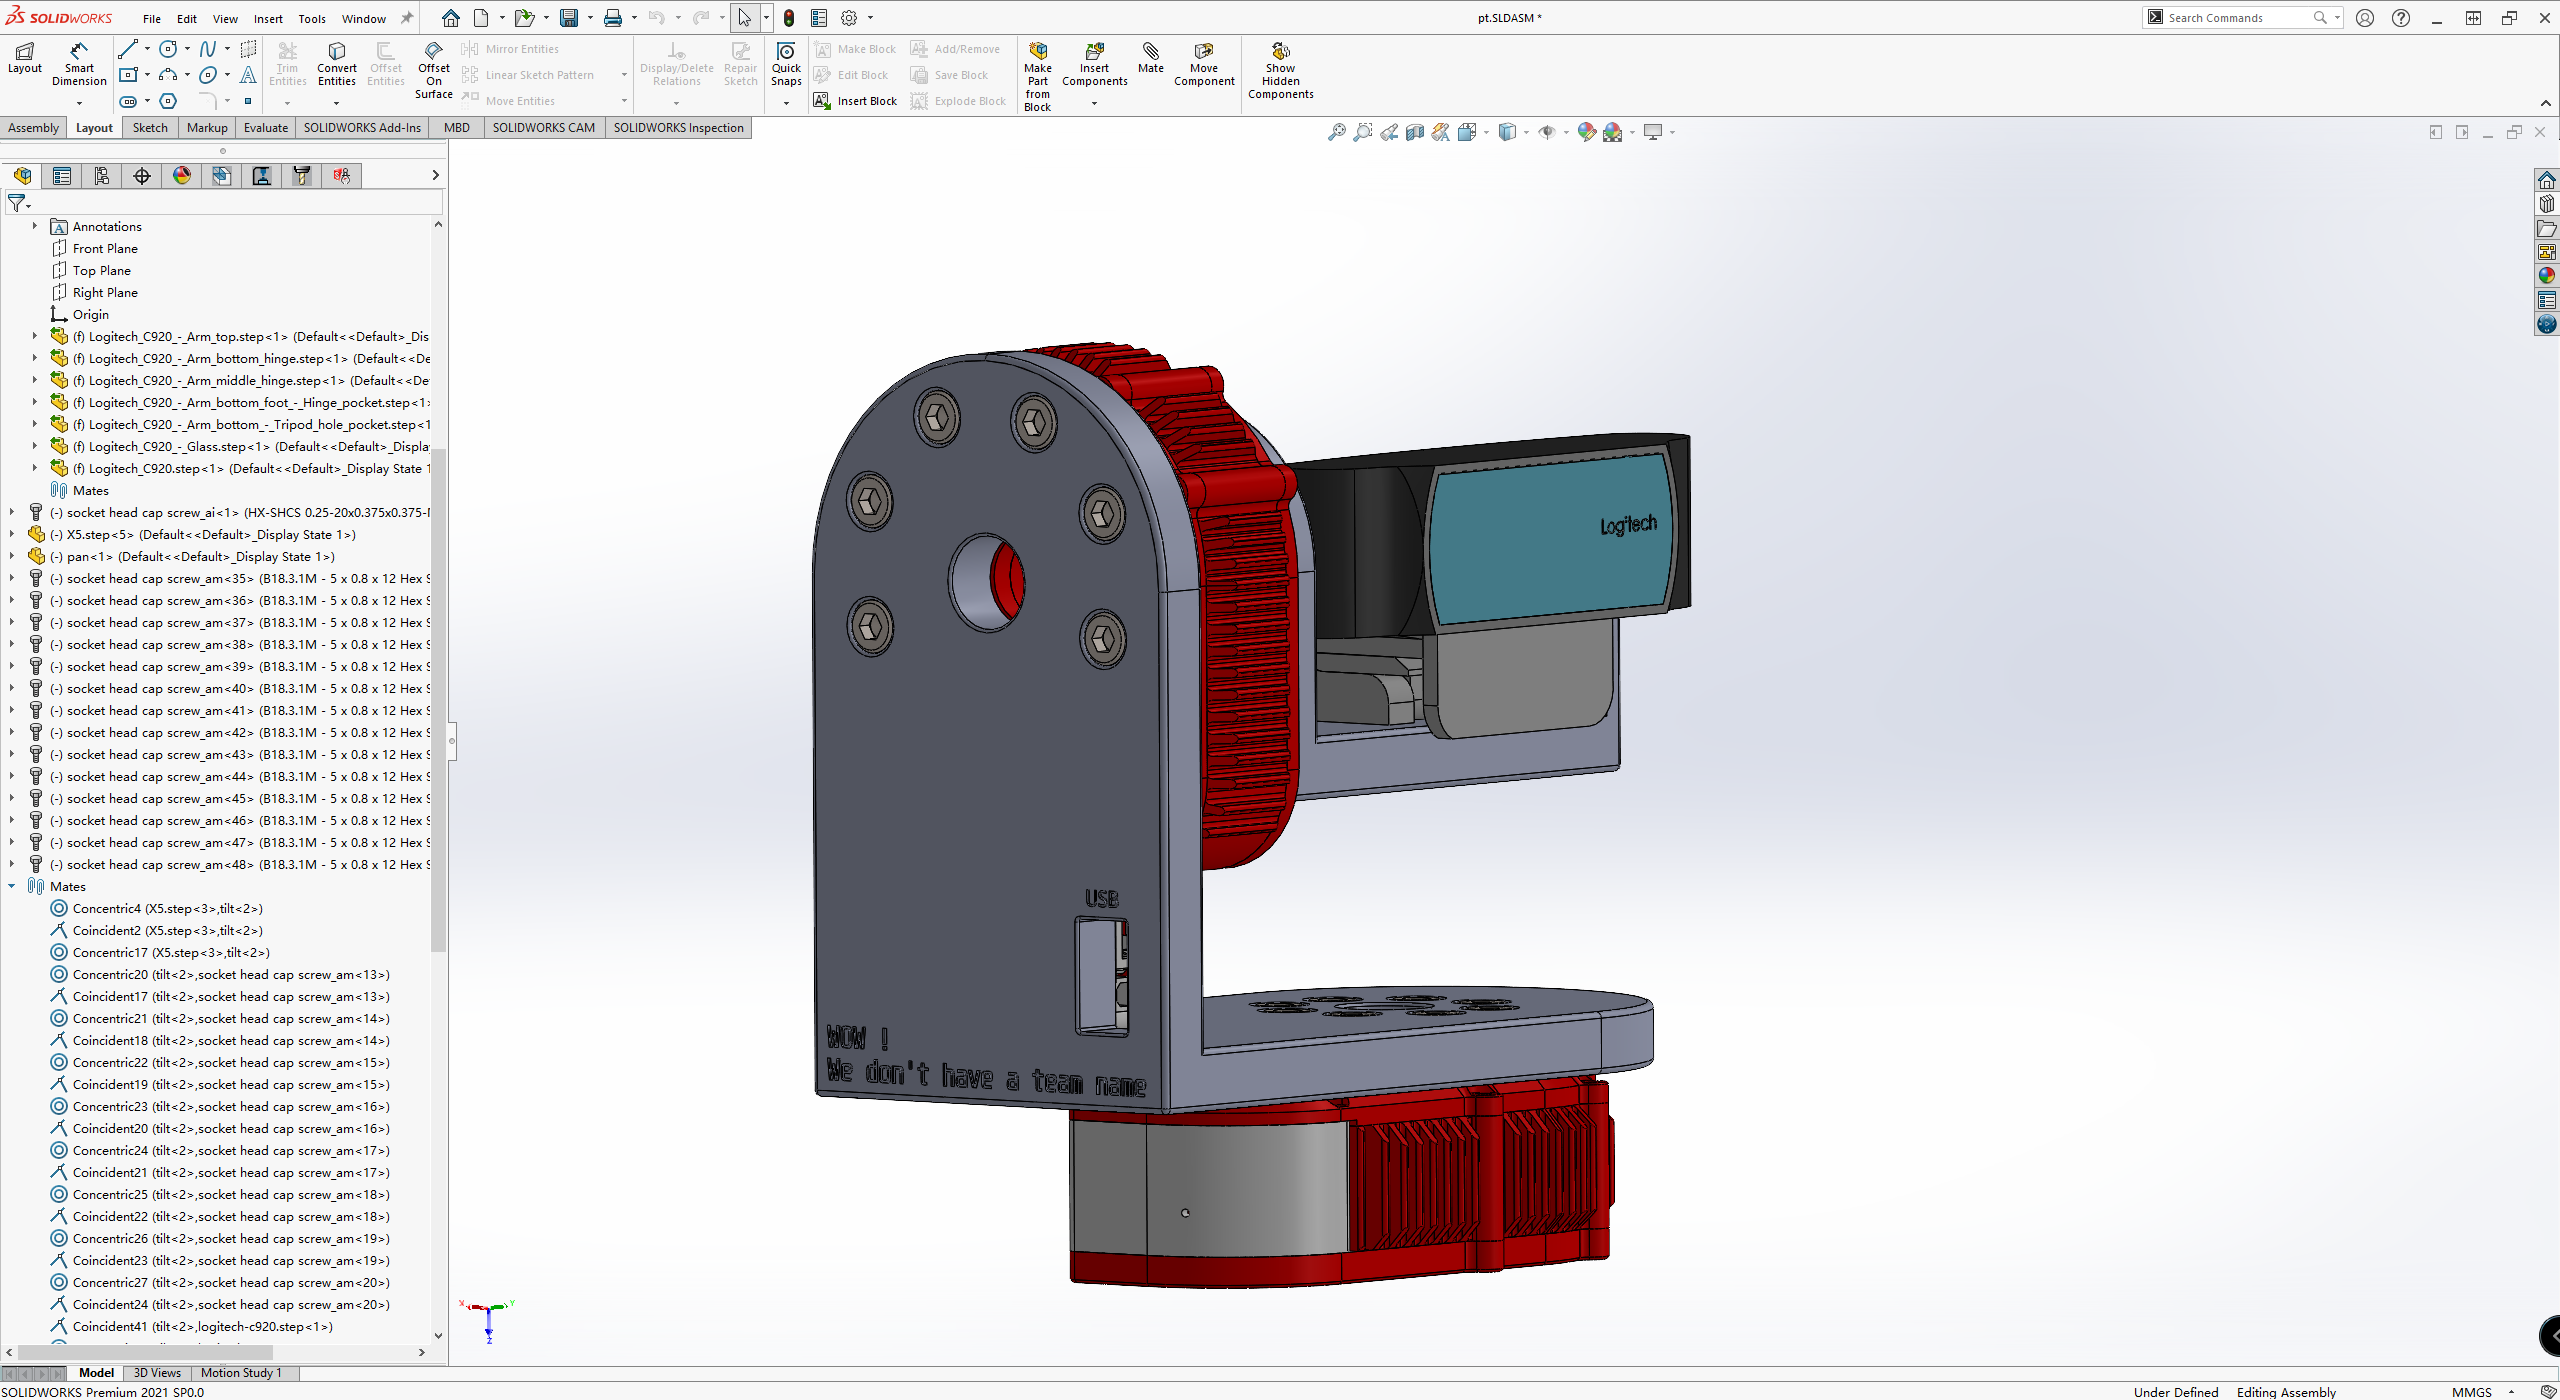 SOLIDWORKS File Edit View Insert Tools Window pt.SLDASM * Search Commands
Layout
Smart Dimension
Trim Entities
Convert Entities
Offset Entities
Offset On Surface
Mirror Entities
Linear Sketch Pattern
Move Entities
Display/Delete Relations
Repair Sketch
Quick Snaps
Make Block
Edit Block
Insert Block
Add/Remove
Save Block
Explode Block
Make Part from Block
Insert Components
Mate
Move Component
Show Hidden Components
Assembly Layout Sketch Markup Evaluate SOLIDWORKS Add-Ins MBD SOLIDWORKS CAM SOLIDWORKS Inspection
Annotations
Front Plane
Top Plane
Right Plane
Origin
(f) Logitech_C920_-_Arm_top.step<1> (Default<<Default>_Dis
(f) Logitech_C920_-_Arm_bottom_hinge.step<1> (Default<<De
(f) Logitech_C920_-_Arm_middle_hinge.step<1> (Default<<De
(f) Logitech_C920_-_Arm_bottom_foot_-_Hinge_pocket.step<1>
(f) Logitech_C920_-_Arm_bottom_-_Tripod_hole_pocket.step<1
(f) Logitech_C920_-_Glass.step<1> (Default<<Default>_Displa
(f) Logitech_C920.step<1> (Default<<Default>_Display State 1
Mates
(-) socket head cap screw_ai<1> (HX-SHCS 0.25-20x0.375x0.375-
(-) X5.step<5> (Default<<Default>_Display State 1>)
(-) pan<1> (Default<<Default>_Display State 1>)
(-) socket head cap screw_am<35> (B18.3.1M - 5 x 0.8 x 12 Hex S
(-) socket head cap screw_am<36> (B18.3.1M - 5 x 0.8 x 12 Hex S
(-) socket head cap screw_am<37> (B18.3.1M - 5 x 0.8 x 12 Hex S
(-) socket head cap screw_am<38> (B18.3.1M - 5 x 0.8 x 12 Hex S
(-) socket head cap screw_am<39> (B18.3.1M - 5 x 0.8 x 12 Hex S
(-) socket head cap screw_am<40> (B18.3.1M - 5 x 0.8 x 12 Hex S
(-) socket head cap screw_am<41> (B18.3.1M - 5 x 0.8 x 12 Hex S
(-) socket head cap screw_am<42> (B18.3.1M - 5 x 0.8 x 12 Hex S
(-) socket head cap screw_am<43> (B18.3.1M - 5 x 0.8 x 12 Hex S
(-) socket head cap screw_am<44> (B18.3.1M - 5 x 0.8 x 12 Hex S
(-) socket head cap screw_am<45> (B18.3.1M - 5 x 0.8 x 12 Hex S
(-) socket head cap screw_am<46> (B18.3.1M - 5 x 0.8 x 12 Hex S
(-) socket head cap screw_am<47> (B18.3.1M - 5 x 0.8 x 12 Hex S
(-) socket head cap screw_am<48> (B18.3.1M - 5 x 0.8 x 12 Hex S
Mates
Concentric4 (X5.step<3>,tilt<2>)
Coincident2 (X5.step<3>,tilt<2>)
Concentric17 (X5.step<3>,tilt<2>)
Concentric20 (tilt<2>,socket head cap screw_am<13>)
Coincident17 (tilt<2>,socket head cap screw_am<13>)
Concentric21 (tilt<2>,socket head cap screw_am<14>)
Coincident18 (tilt<2>,socket head cap screw_am<14>)
Concentric22 (tilt<2>,socket head cap screw_am<15>)
Coincident19 (tilt<2>,socket head cap screw_am<15>)
Concentric23 (tilt<2>,socket head cap screw_am<16>)
Coincident20 (tilt<2>,socket head cap screw_am<16>)
Concentric24 (tilt<2>,socket head cap screw_am<17>)
Coincident21 (tilt<2>,socket head cap screw_am<17>)
Concentric25 (tilt<2>,socket head cap screw_am<18>)
Coincident22 (tilt<2>,socket head cap screw_am<18>)
Concentric26 (tilt<2>,socket head cap screw_am<19>)
Coincident23 (tilt<2>,socket head cap screw_am<19>)
Concentric27 (tilt<2>,socket head cap screw_am<20>)
Coincident24 (tilt<2>,socket head cap screw_am<20>)
Coincident41 (tilt<2>,logitech-c920.step<1>)
Logitech
USB
WOW !
We don't have a team name
X Y
Z
Model 3D Views Motion Study 1
SOLIDWORKS Premium 2021 SP0.0 Under Defined Editing Assembly MMGS